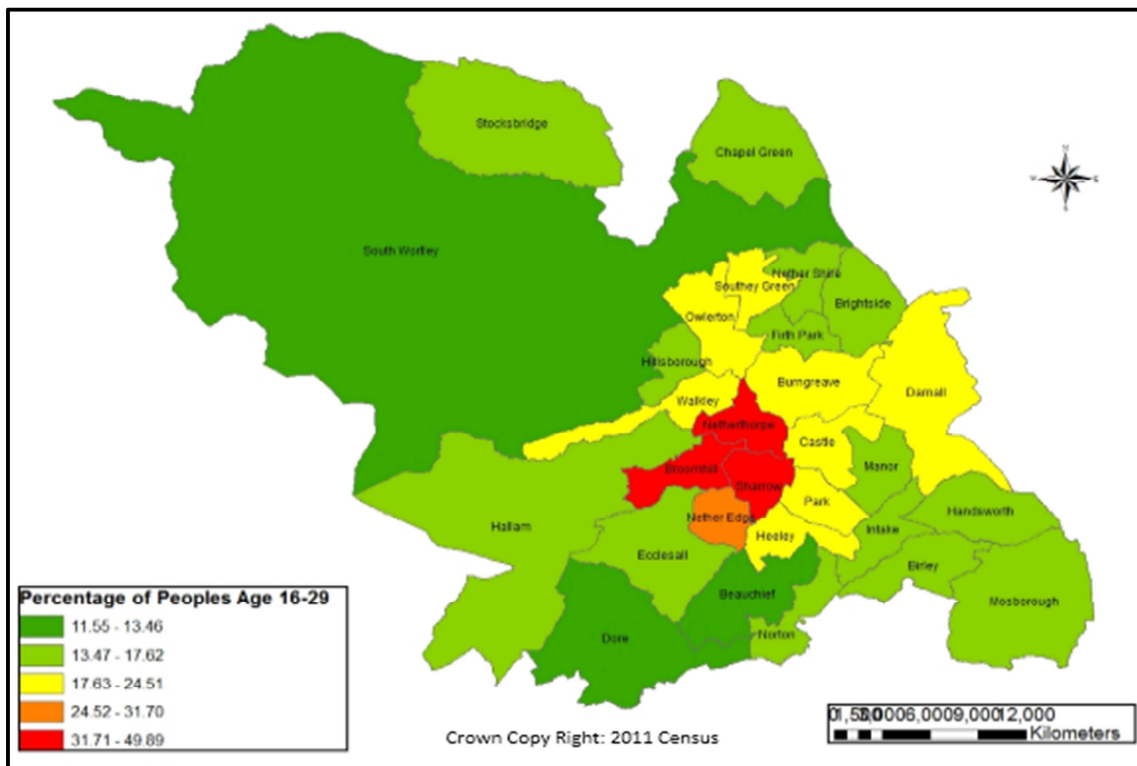 Stocksbridge
Chapel Green
South Wortley
Nether Shire
Southey Green
Brightside
Owlerton
Firth Park
Hillsborough
Burngreave
Darnall
Walkley
Netherthorpe
Castle
Broomhill
Manor
Sharrow
Park
Handsworth
Nether Edge
Hallam
Intake
Heeley
Ecclesall
Birley
Beauchief
Mosborough
Norton
Dore
Percentage of Peoples Age 16-29
11.55 - 13.46
13.47 - 17.62
17.63 - 24.51
24.52 - 31.70
31.71 - 49.89
Crown Copy Right: 2011 Census
12,000
Kilometers